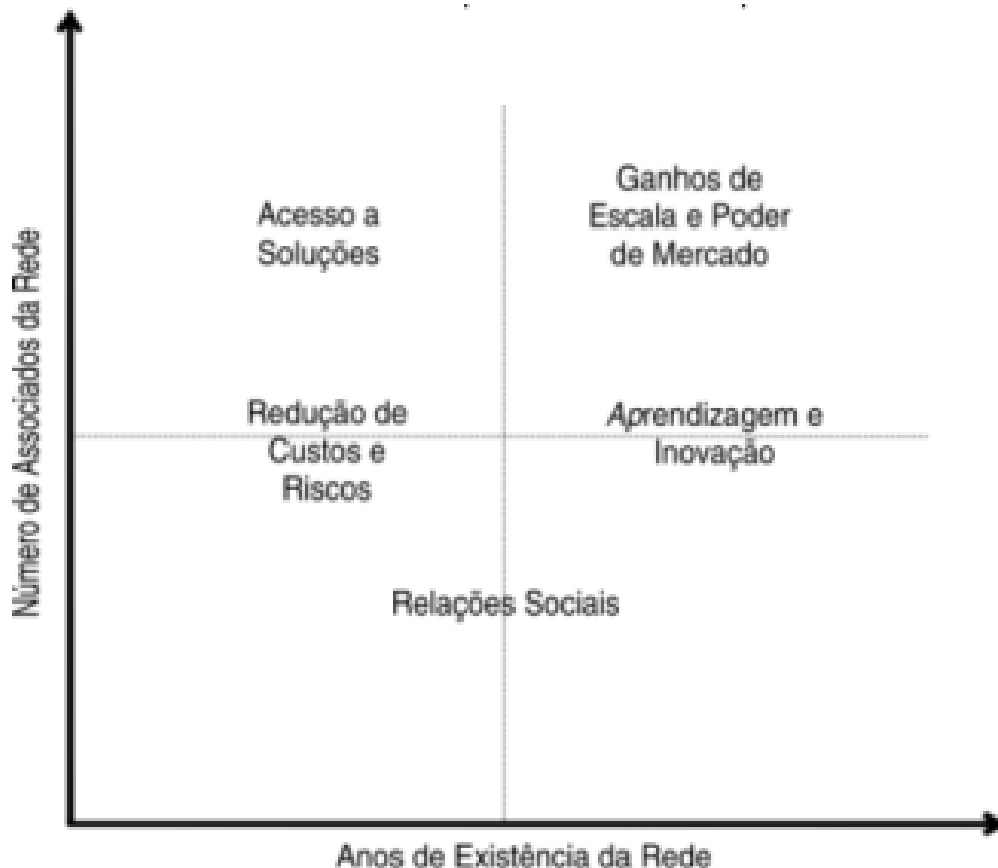 Ganhos de
Escala e Poder
de Mercado
Acesso a
Soluções
Número de Associados da Rede
Redução de
Custos e
Riscos
Aprendizagem e
Inovação
Relações Sociais
Anos de Existência da Rede